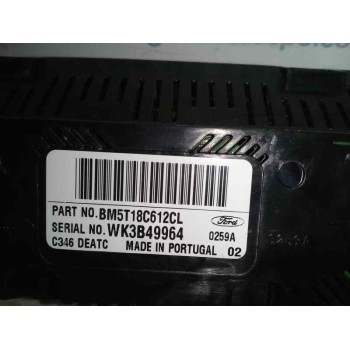 PART NO. BM5T18C612CL
SERIAL NO. WK3B49964
Ford
0259A
C346 DEATC MADE IN PORTUGAL 02